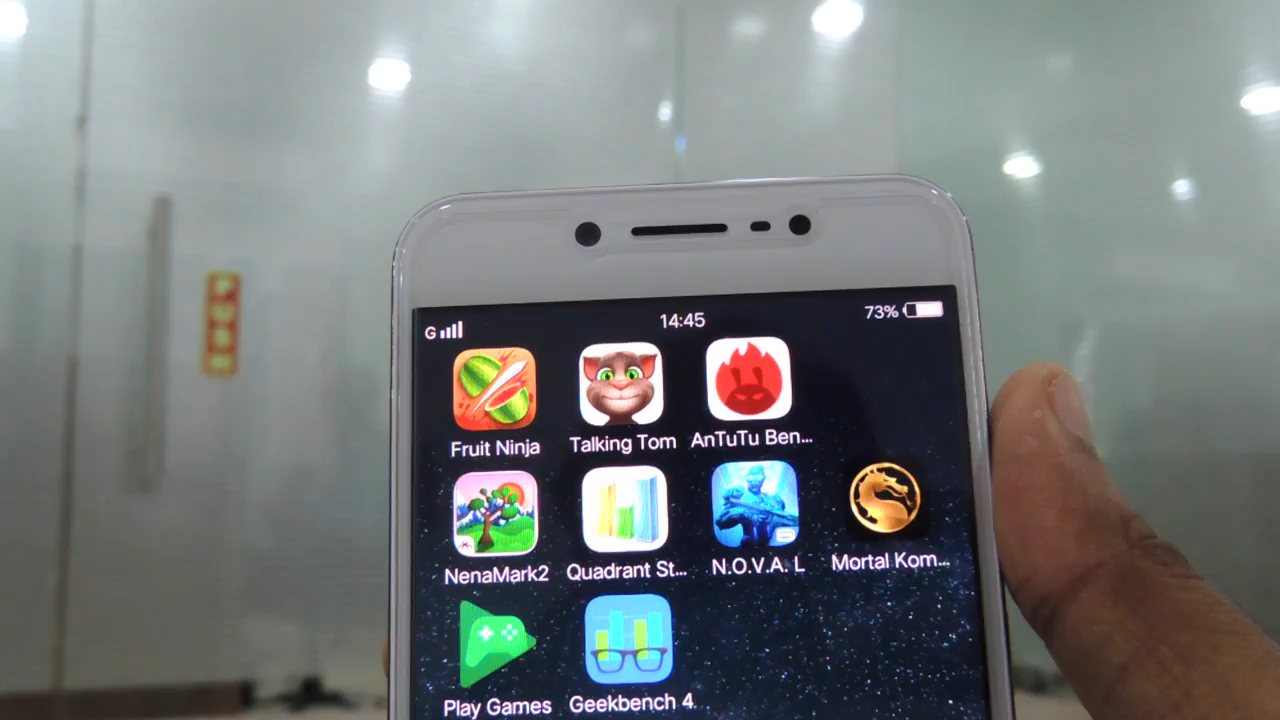 G 14:45 73%
Fruit Ninja Talking Tom AnTuTu Ben...
NenaMark2 Quadrant St... N.O.V.A. L Mortal Kom...
Play Games Geekbench 4